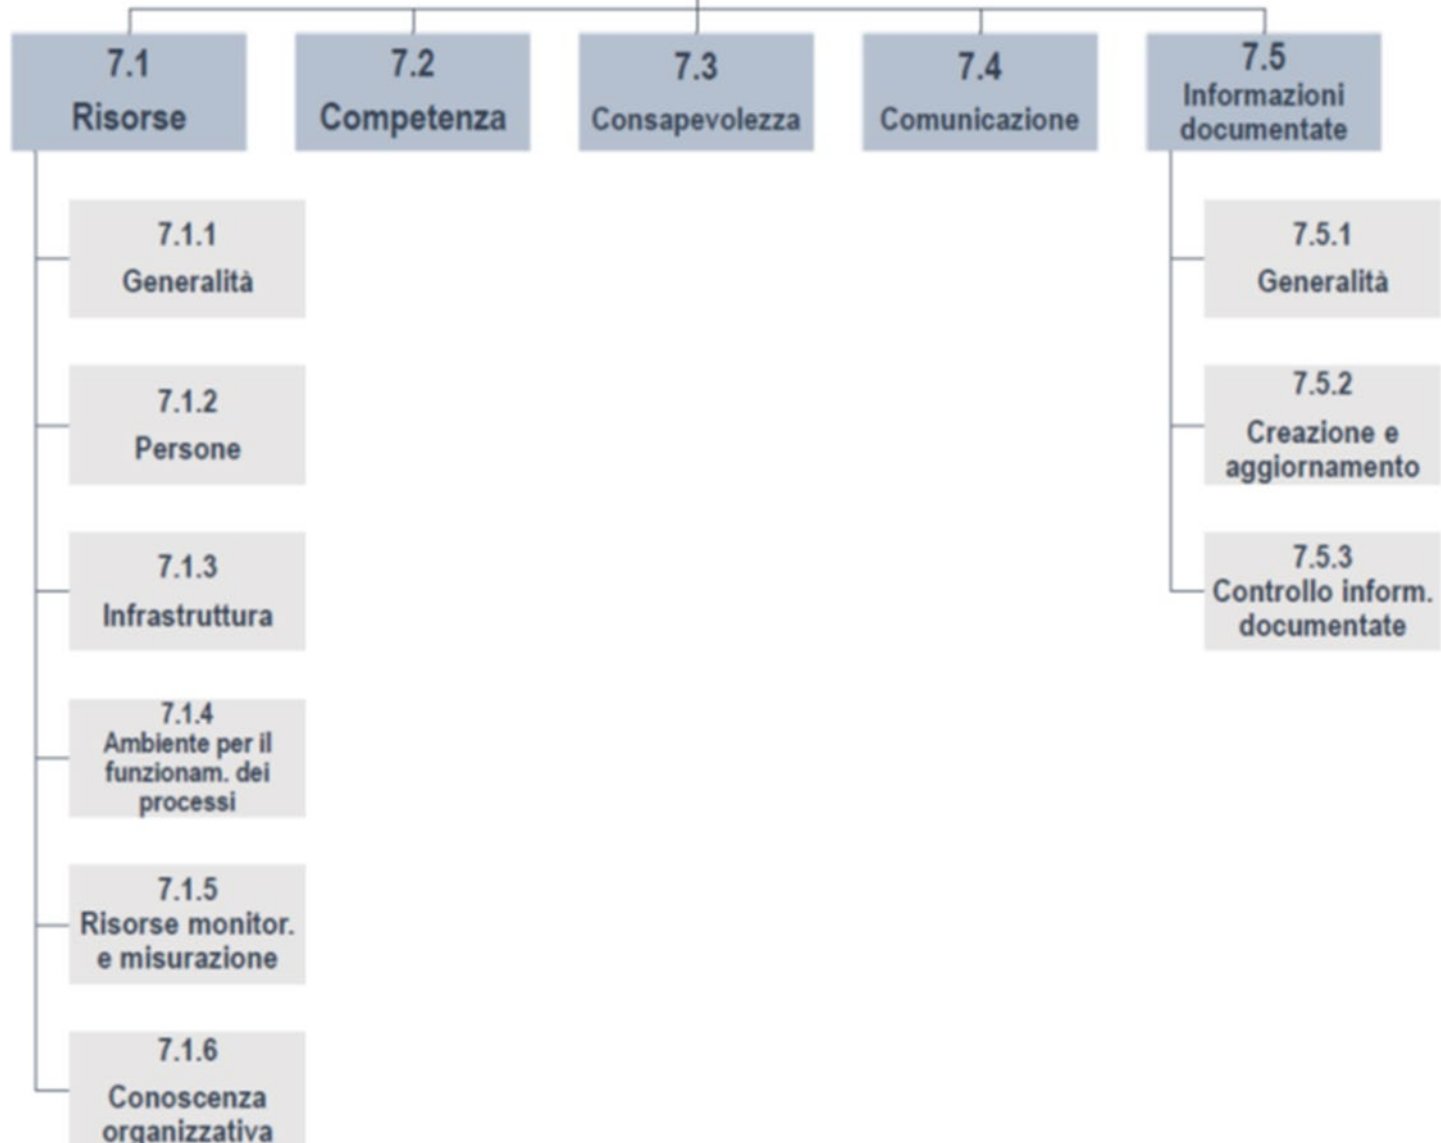 7.1
Risorse
7.2
Competenza
7.3
Consapevolezza
7.4
Comunicazione
7.5
Informazioni
documentate
7.1.1
Generalità
7.1.2
Persone
7.1.3
Infrastruttura
7.1.4
Ambiente per il
funzionam. dei
processi
7.1.5
Risorse monitor.
e misurazione
7.1.6
Conoscenza
organizzativa
7.5.1
Generalità
7.5.2
Creazione e
aggiornamento
7.5.3
Controllo inform.
documentate